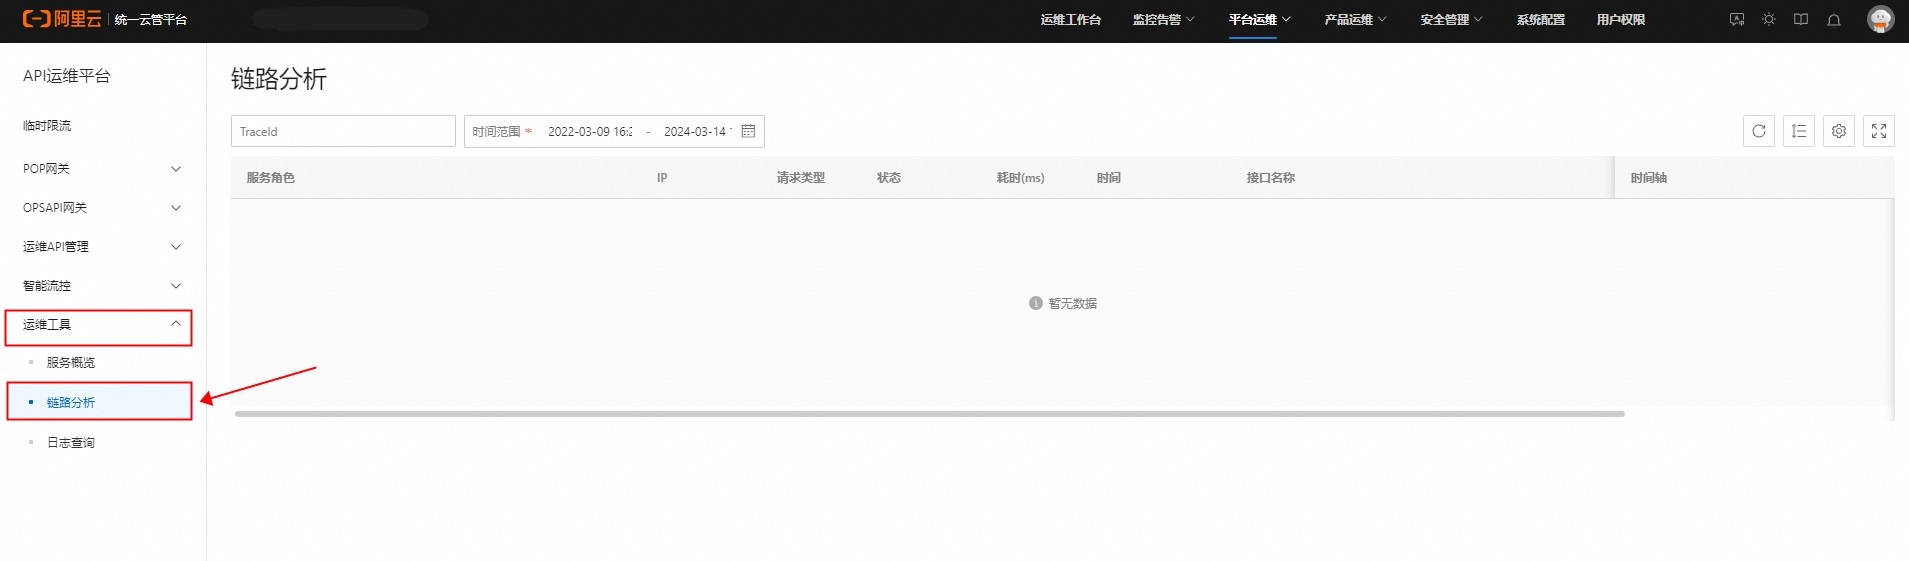 阿里云 统一云管平台
运维工作台 监控告警 平台运维 产品运维 安全管理 系统配置 用户权限
API运维平台
临时限流
POP网关
OPSAPI网关
运维API管理
智能流控
运维工具
服务概览
链路分析
日志查询
链路分析
TraceId 时间范围 * 2022-03-09 16:2 - 2024-03-14
服务角色 IP 请求类型 状态 耗时(ms) 时间 接口名称 时间轴
暂无数据